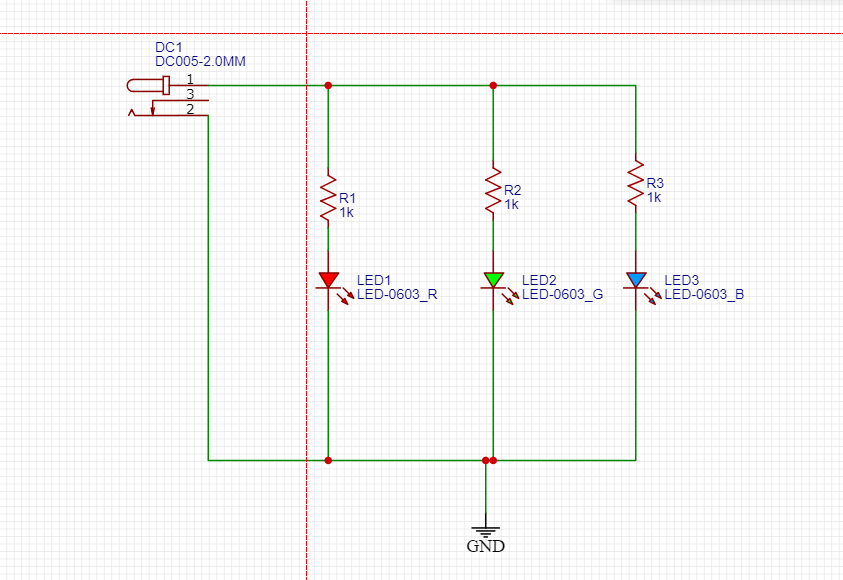 DC1
DC005-2.0MM
1
3
2
R1
1k
R2
1k
R3
1k
LED1
LED-0603_R
LED2
LED-0603_G
LED3
LED-0603_B
GND